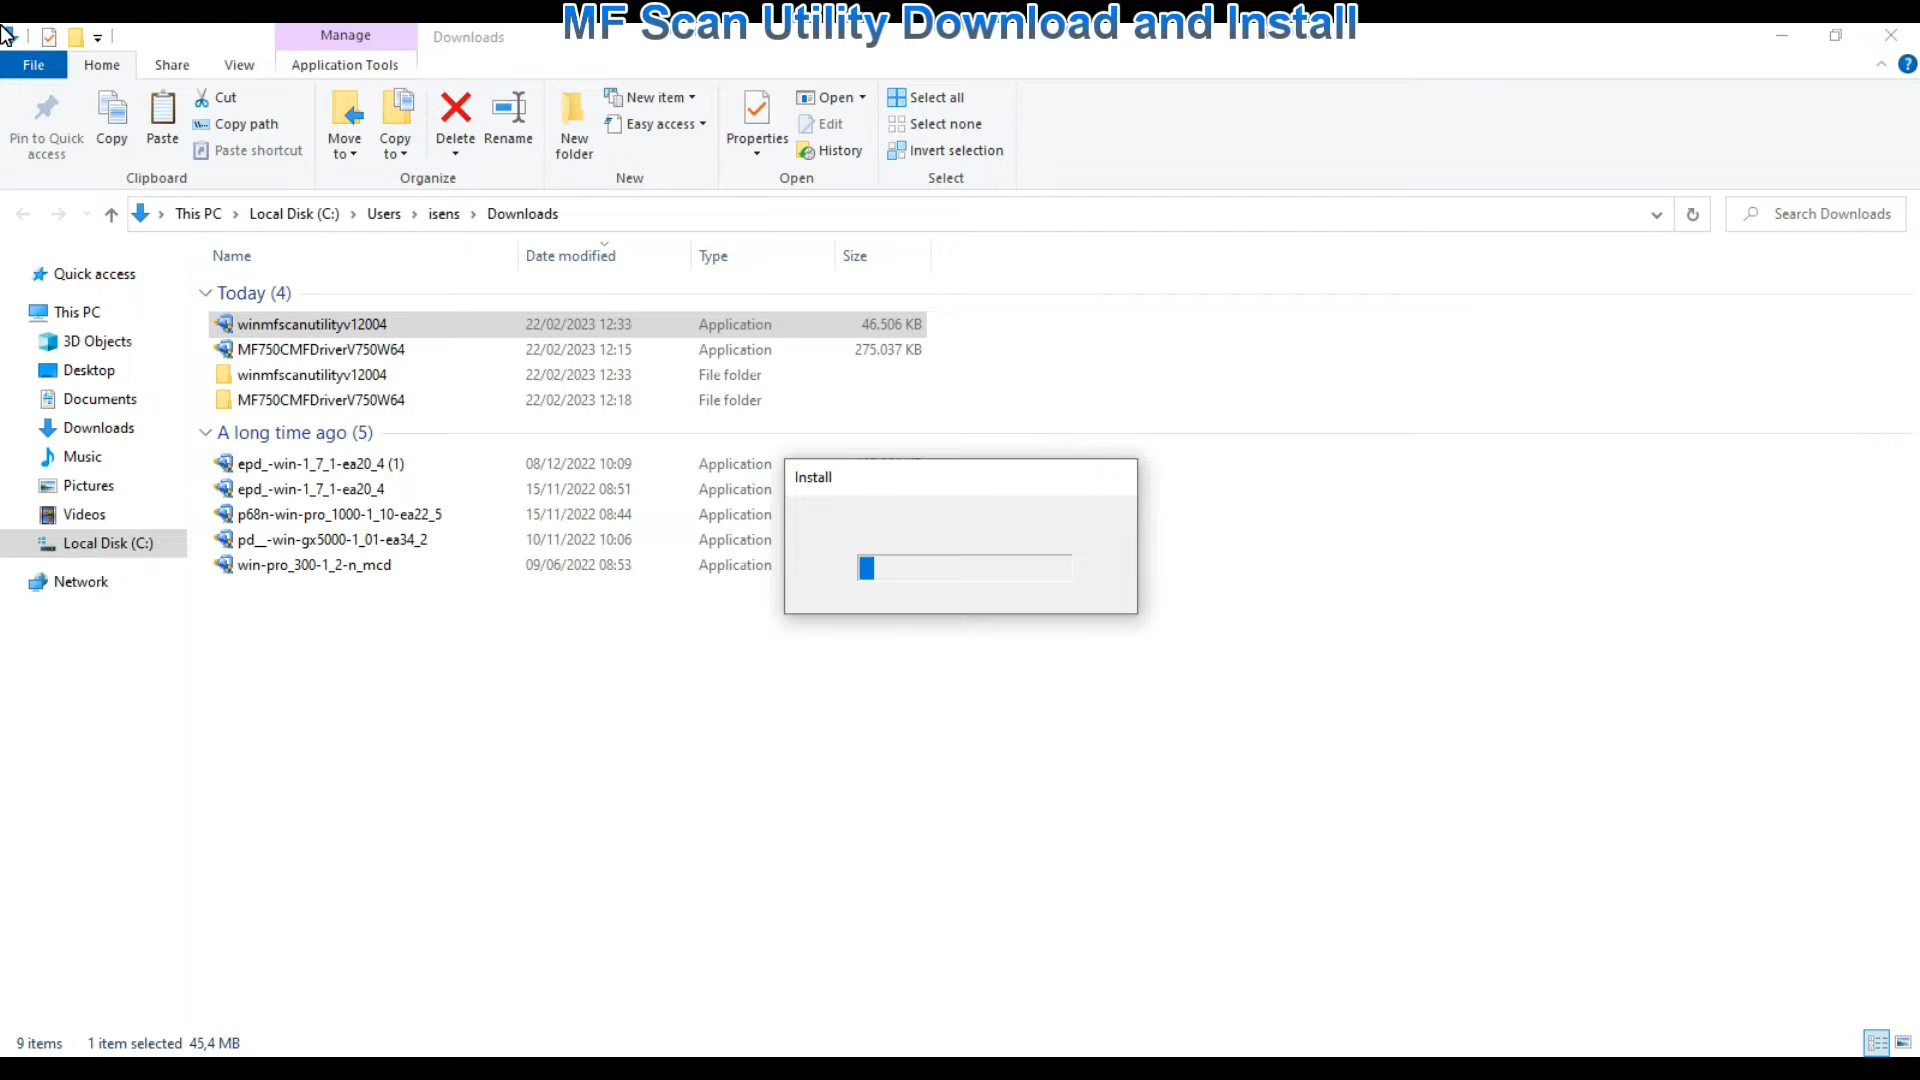 MF Scan Utility Download and Install
Manage
Downloads
File
Home
Share
View
Application Tools
Pin to Quick access
Copy
Paste
Cut
Copy path
Paste shortcut
Clipboard
Move to
Copy to
Delete
Rename
Organize
New folder
New item
Easy access
New
Properties
Open
Edit
History
Open
Select all
Select none
Invert selection
Select
This PC > Local Disk (C:) > Users > isens > Downloads
Search Downloads
Name Date modified Type Size
Quick access
This PC
3D Objects
Desktop
Documents
Downloads
Music
Pictures
Videos
Local Disk (C:)
Network
Today (4)
winmfscanutilityv12004 22/02/2023 12:33 Application 46.506 KB
MF750CMFDriverV750W64 22/02/2023 12:15 Application 275.037 KB
winmfscanutilityv12004 22/02/2023 12:33 File folder
MF750CMFDriverV750W64 22/02/2023 12:18 File folder
A long time ago (5)
epd_-win-1_7_1-ea20_4 (1) 08/12/2022 10:09 Application
epd_-win-1_7_1-ea20_4 15/11/2022 08:51 Application
p68n-win-pro_1000-1_10-ea22_5 15/11/2022 08:44 Application
pd__-win-gx5000-1_01-ea34_2 10/11/2022 10:06 Application
win-pro_300-1_2-n_mcd 09/06/2022 08:53 Application
Install
9 items 1 item selected 45,4 MB